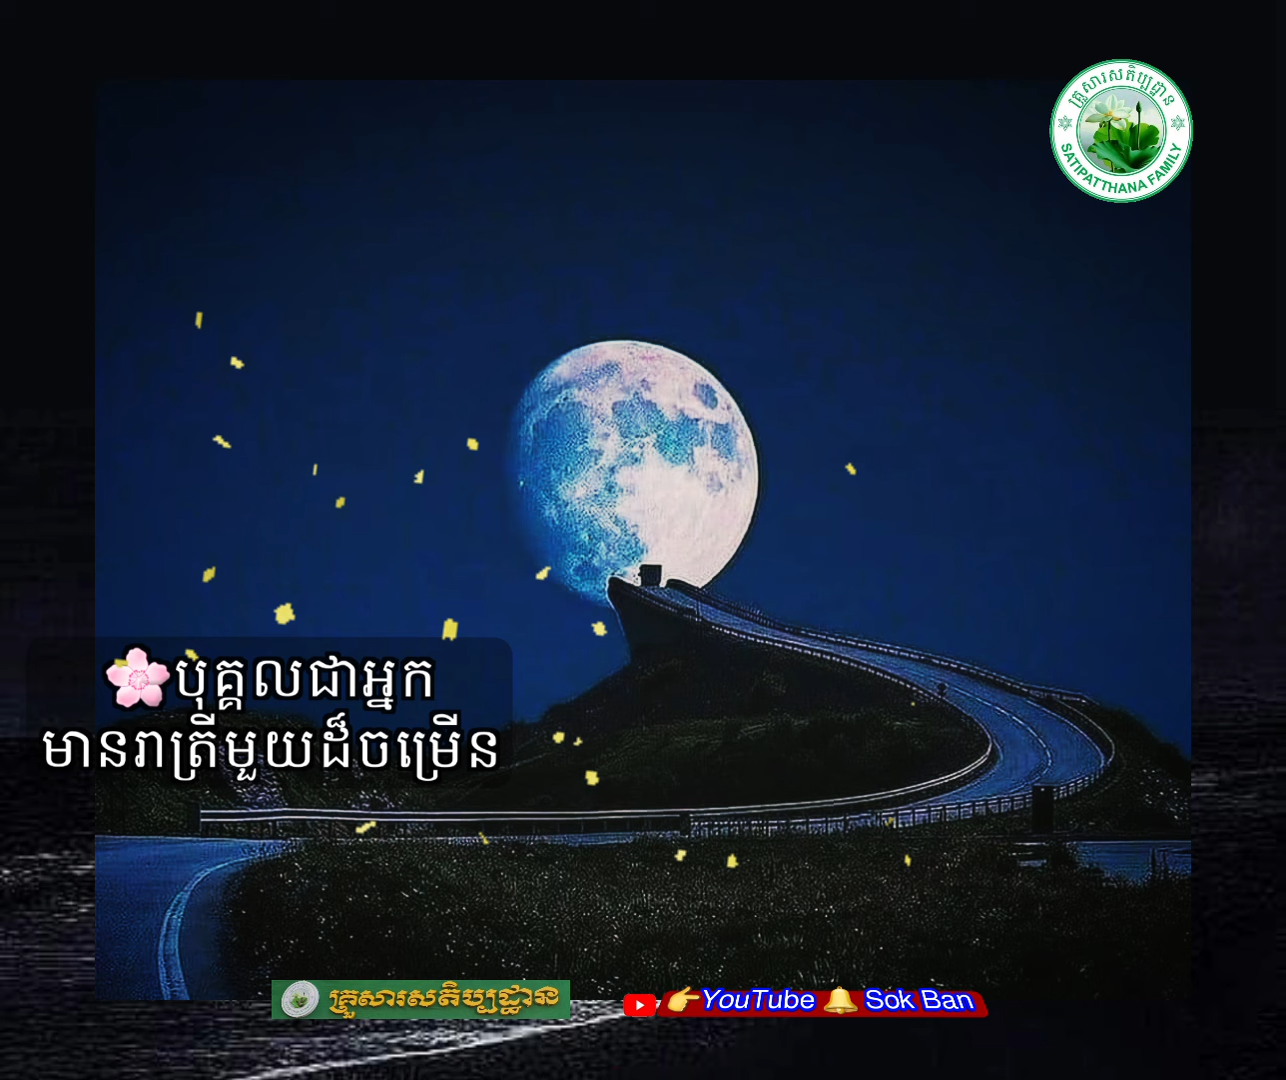 គ្រួសារសតិប្បដ្ឋាន
SATIPATTHANA FAMILY
🌸បុគ្គលជាអ្នក
មានរាត្រីមួយដ៏ចម្រើន
គ្រួសារសតិប្បដ្ឋាន
👉YouTube 🔔 Sok Ban